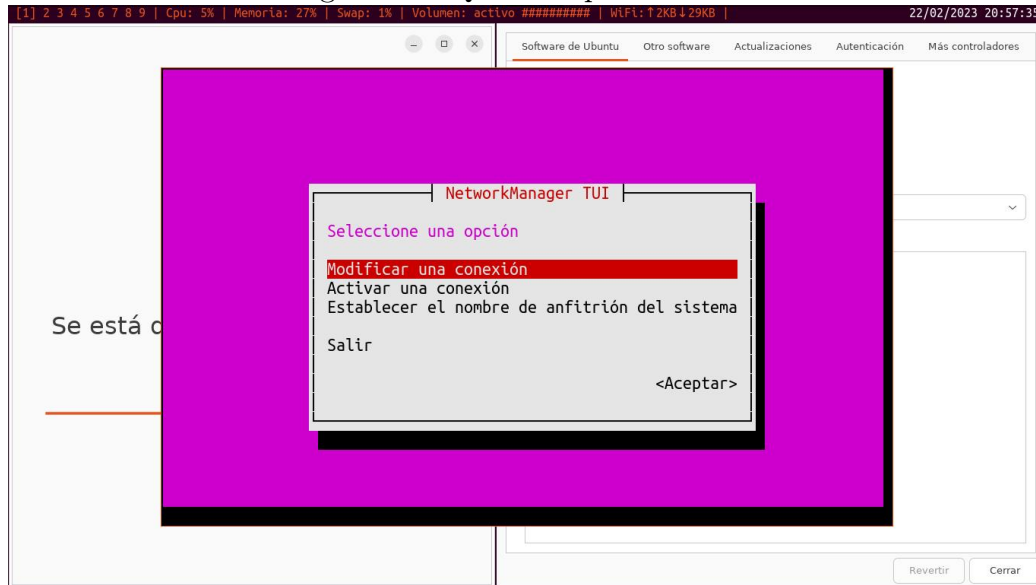 [1] 2 3 4 5 6 7 8 9 | Cpu: 5% | Memoria: 27% | Swap: 1% | Volumen: activo ########## | WiFi:↑2KB↓29KB | 22/02/2023 20:57:35
Software de Ubuntu Otro software Actualizaciones Autenticación Más controladores
NetworkManager TUI
Seleccione una opción
Modificar una conexión
Activar una conexión
Establecer el nombre de anfitrión del sistema
Se está
Salir
<Aceptar>
Revertir Cerrar